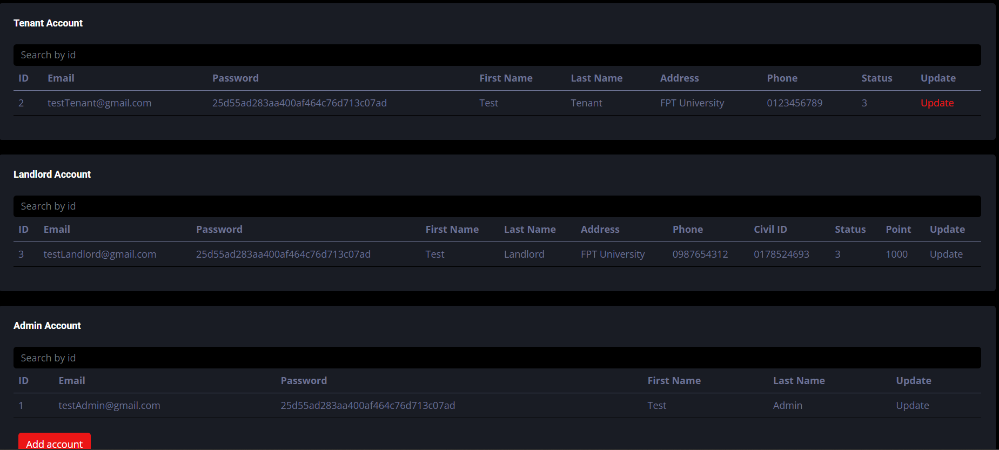 Tenant Account
Search by id
ID Email Password First Name Last Name Address Phone Status Update
2 testTenant@gmail.com 25d55ad283aa400af464c76d713c07ad Test Tenant FPT University 0123456789 3 Update
Landlord Account
Search by id
ID Email Password First Name Last Name Address Phone Civil ID Status Point Update
3 testLandlord@gmail.com 25d55ad283aa400af464c76d713c07ad Test Landlord FPT University 0987654312 0178524693 3 1000 Update
Admin Account
Search by id
ID Email Password First Name Last Name Update
1 testAdmin@gmail.com 25d55ad283aa400af464c76d713c07ad Test Admin Update
Add account